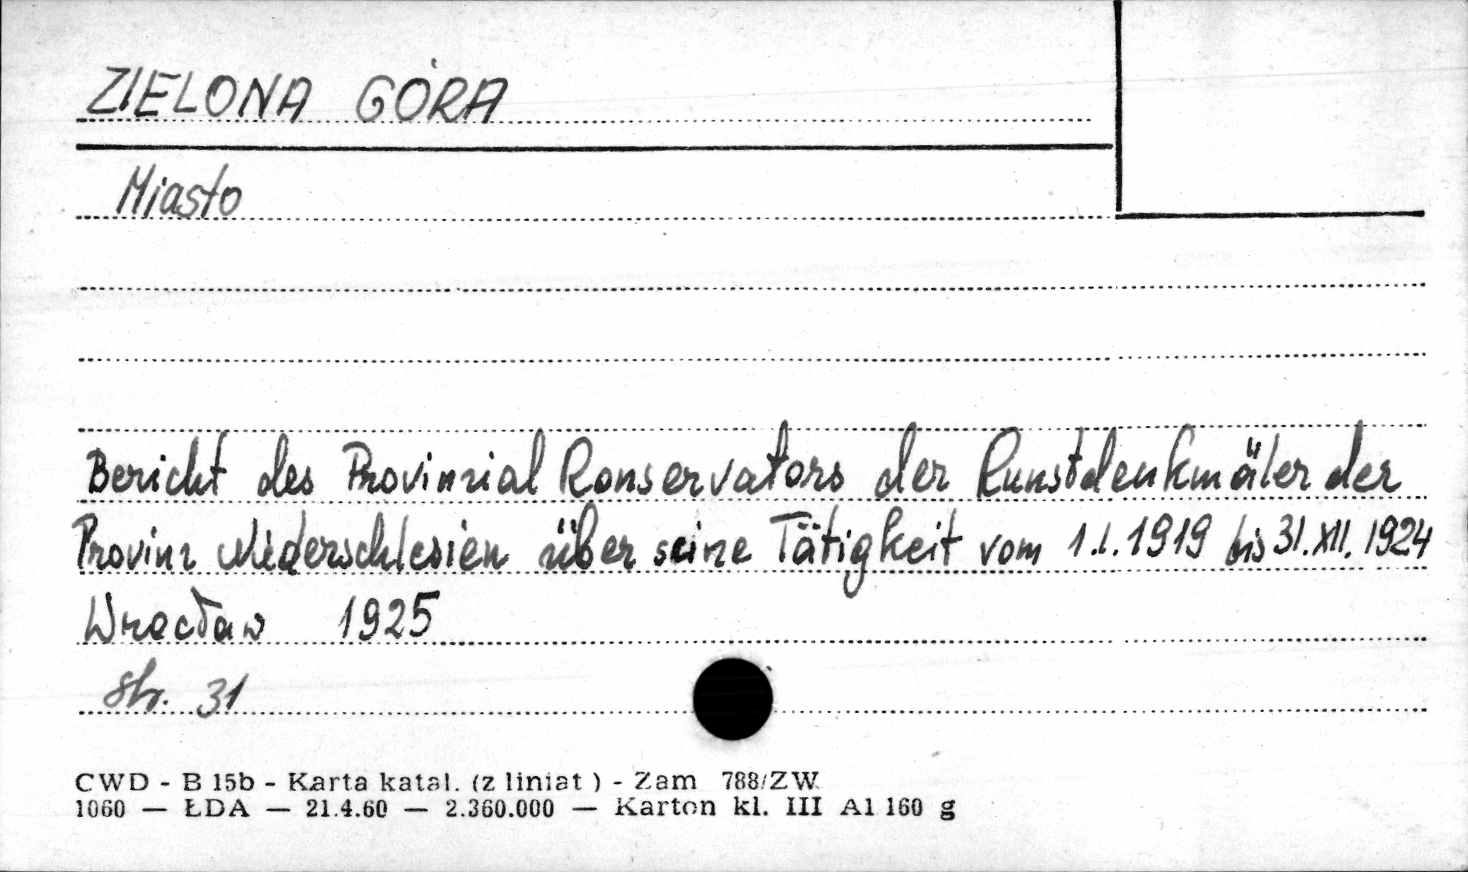 ZIELONA GÓRA
Miasto
Bericht des Provinzial Konservators der Kunstdenkmäler der
Provinz Niederschlesien über seine Tätigkeit vom 1.I.1919 bis 31.XII.1924
Wrocław 1925
Str. 31
CWD - B 15b - Karta katal. (z liniat ) - Zam 788/ZW.
1060 — ŁDA — 21.4.60 — 2.360.000 — Karton kl. III A1 160 g